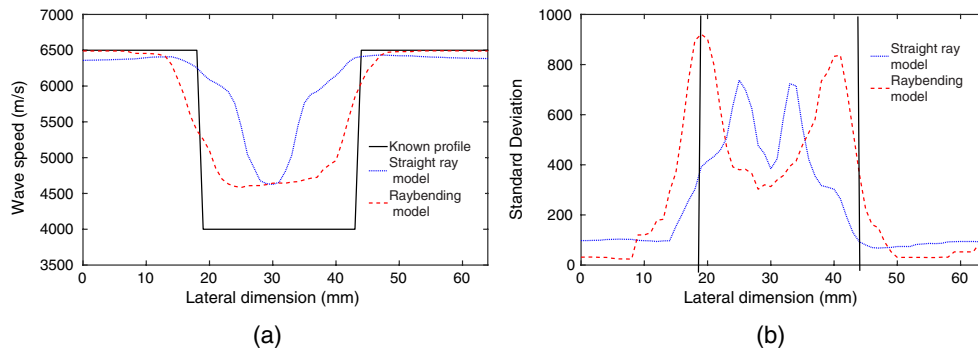 6500
6000
5500
5000
4500
4000
3500
Wave speed (m/s)
0 10 20 30 40 50 60
Lateral dimension (mm)
Known profile
Straight ray
model
Raybending
model
(a)
1000
800
600
400
200
0
Standard Deviation
0 10 20 30 40 50 60
Lateral dimension (mm)
Straight ray
model
Raybending
model
(b)